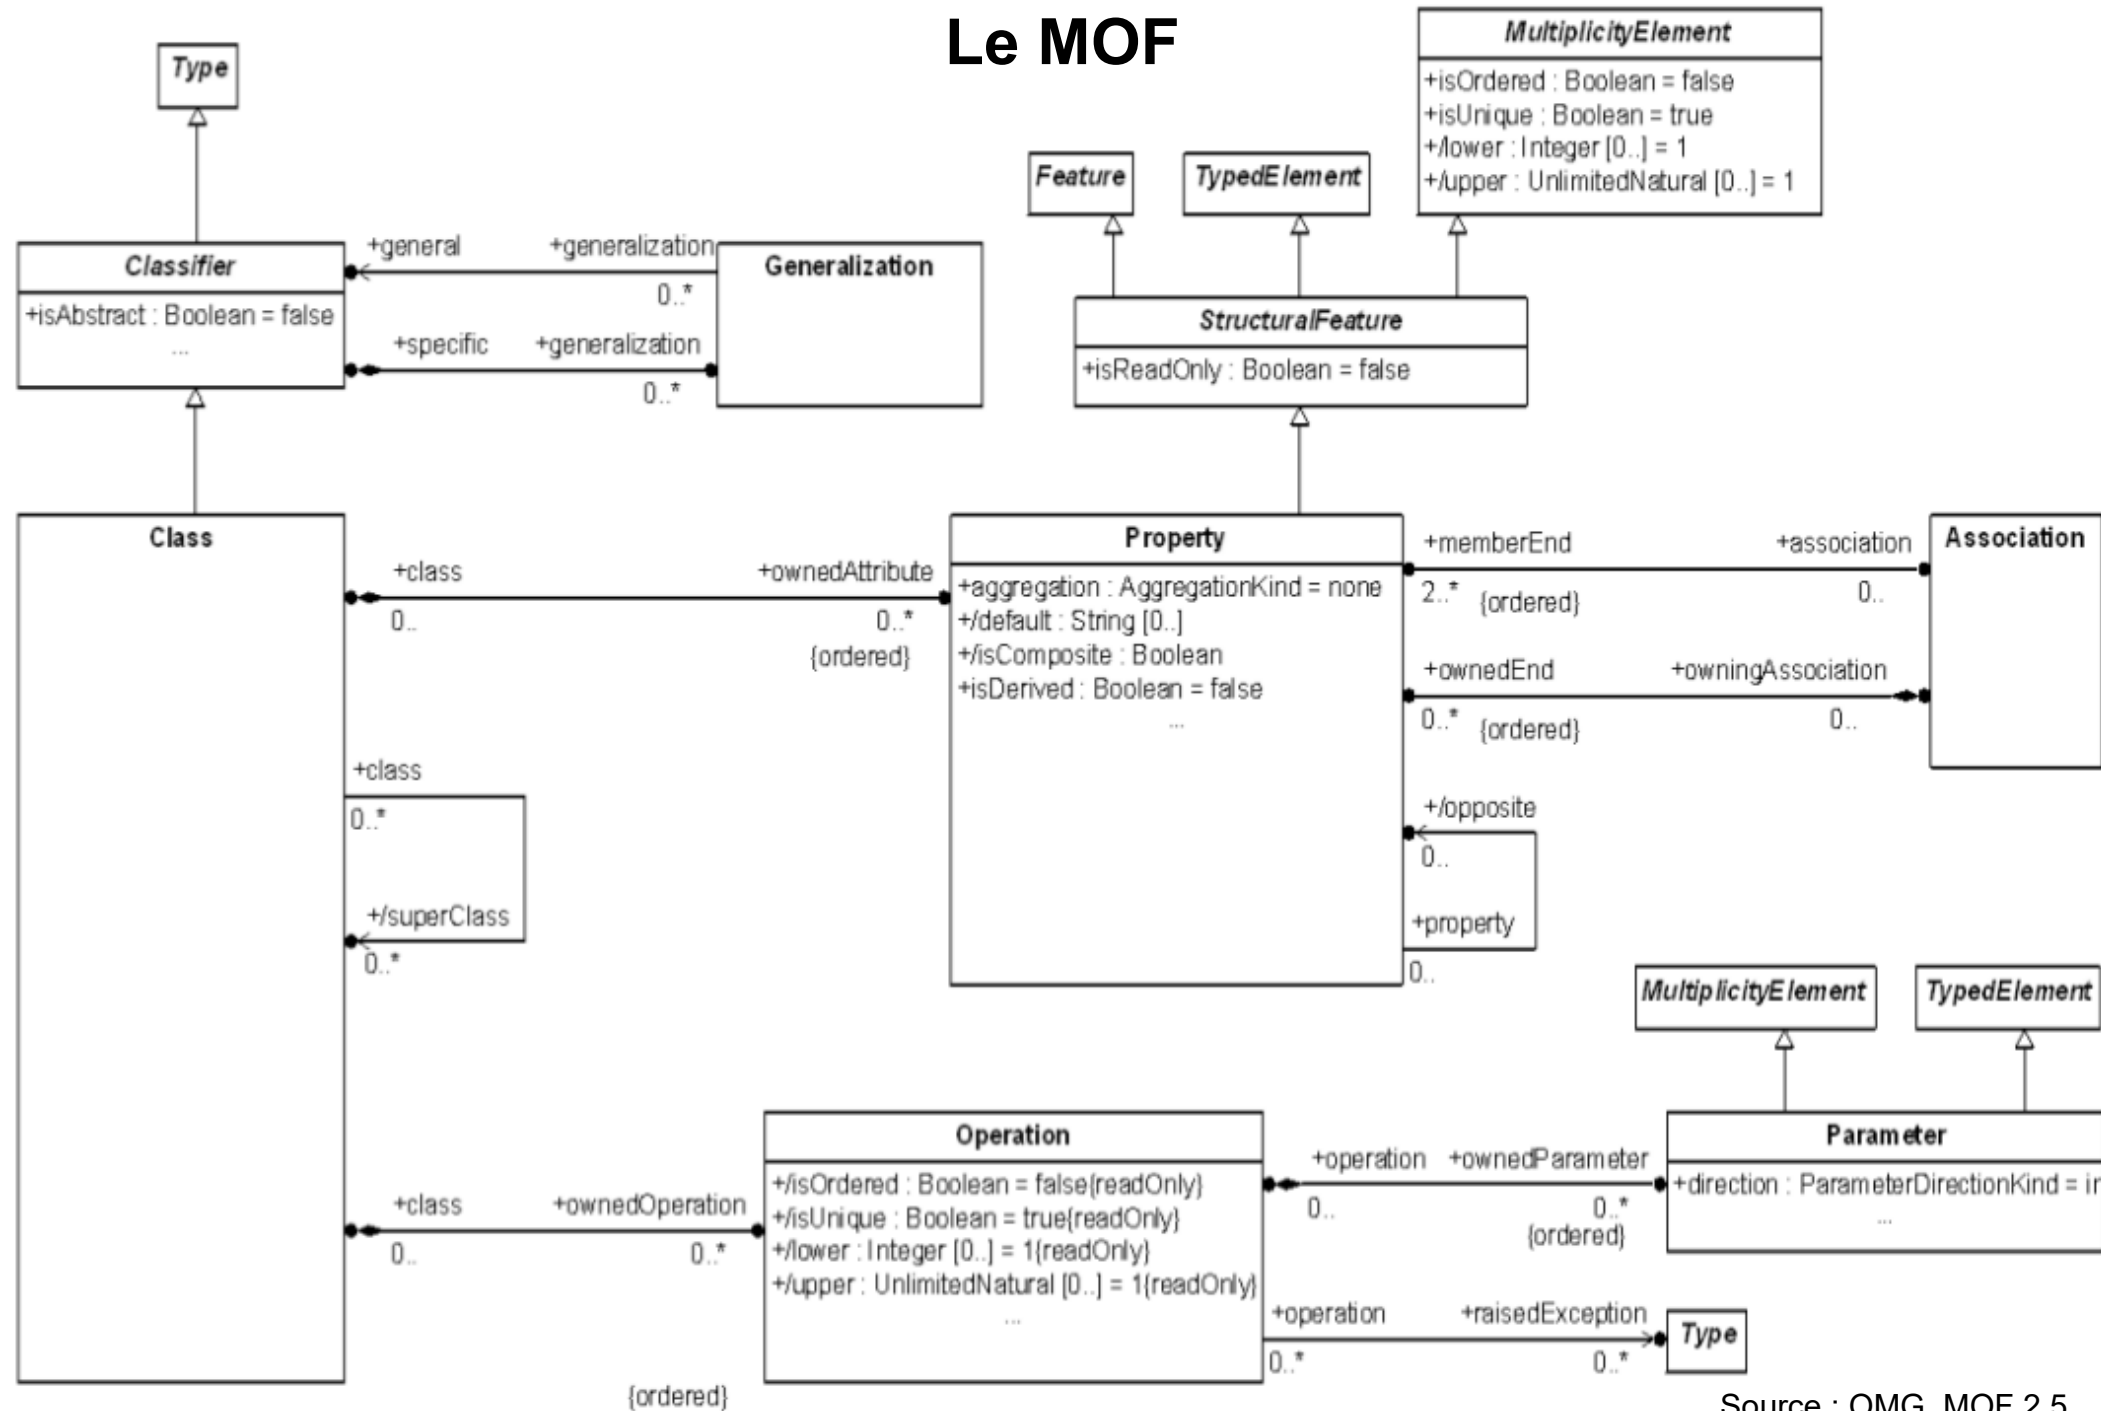 Le MOF
Type
MultiplicityElement
+isOrdered : Boolean = false
+isUnique : Boolean = true
+/lower : Integer [0..] = 1
+/upper : UnlimitedNatural [0..] = 1
Feature
TypedElement
Classifier
+isAbstract : Boolean = false
...
+general
+generalization
0..*
+specific
+generalization
0..*
Generalization
StructuralFeature
+isReadOnly : Boolean = false
Class
+class
0..
+ownedAttribute
0..*
{ordered}
Property
+aggregation : AggregationKind = none
+/default : String [0..]
+/isComposite : Boolean
+isDerived : Boolean = false
...
+memberEnd
2..*
{ordered}
+association
0..
Association
+ownedEnd
0..*
{ordered}
+owningAssociation
0..
+class
0..*
+/superClass
0..*
+/opposite
0..
+property
0..
MultiplicityElement
TypedElement
+class
0..
+ownedOperation
0..*
{ordered}
Operation
+/isOrdered : Boolean = false{readOnly}
+/isUnique : Boolean = true{readOnly}
+/lower : Integer [0..] = 1{readOnly}
+/upper : UnlimitedNatural [0..] = 1{readOnly}
...
+operation
0..
+ownedParameter
0..*
{ordered}
Parameter
+direction : ParameterDirectionKind = in
...
+operation
0..*
+raisedException
0..*
Type
Source : OMG, MOF 2.5